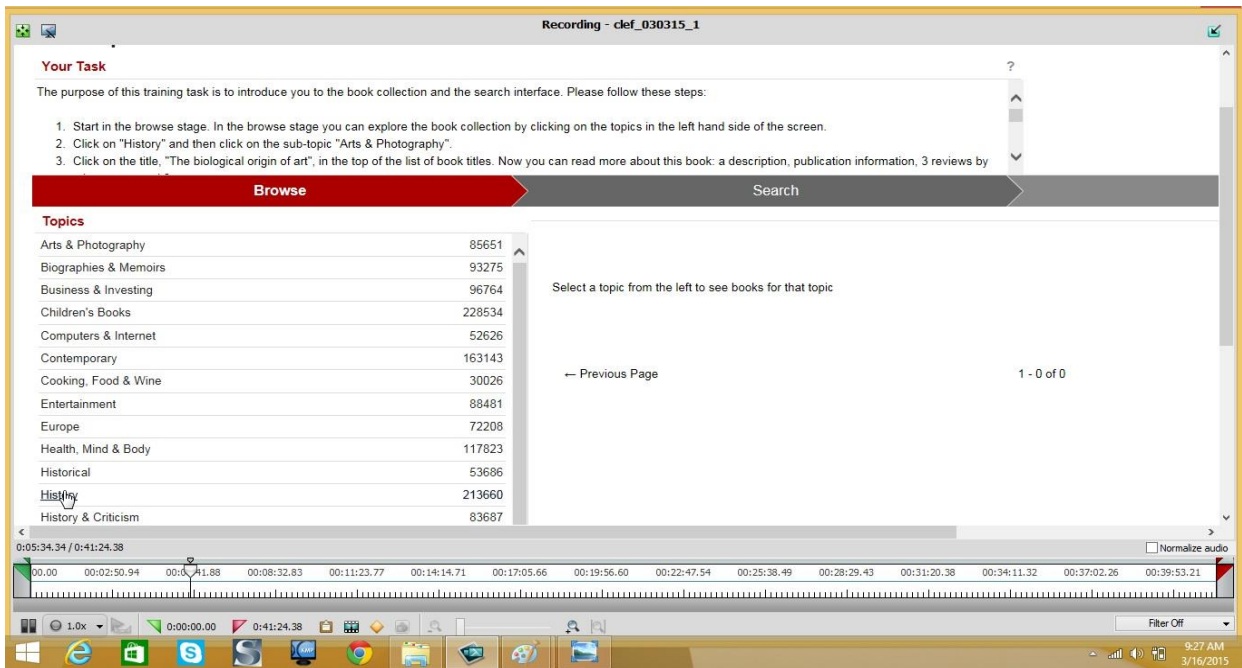 Recording - clef_030315_1
Your Task
?
The purpose of this training task is to introduce you to the book collection and the search interface. Please follow these steps:
1. Start in the browse stage. In the browse stage you can explore the book collection by clicking on the topics in the left hand side of the screen.
2. Click on "History" and then click on the sub-topic "Arts & Photography".
3. Click on the title, "The biological origin of art", in the top of the list of book titles. Now you can read more about this book: a description, publication information, 3 reviews by
Browse
Search
Topics
Arts & Photography 85651
Biographies & Memoirs 93275
Business & Investing 96764
Children's Books 228534
Computers & Internet 52626
Contemporary 163143
Cooking, Food & Wine 30026
Entertainment 88481
Europe 72208
Health, Mind & Body 117823
Historical 53686
History 213660
History & Criticism 83687
Select a topic from the left to see books for that topic
← Previous Page 1 - 0 of 0
0:05:34.34 / 0:41:24.38
Normalize audio
00.00 00:02:50.94 41.88 00:08:32.83 00:11:23.77 00:14:14.71 00:17:05.66 00:19:56.60 00:22:47.54 00:25:38.49 00:28:29.43 00:31:20.38 00:34:11.32 00:37:02.26 00:39:53.21
1.0x 0:00:00.00 0:41:24.38 Filter Off
9:27 AM
3/16/2015